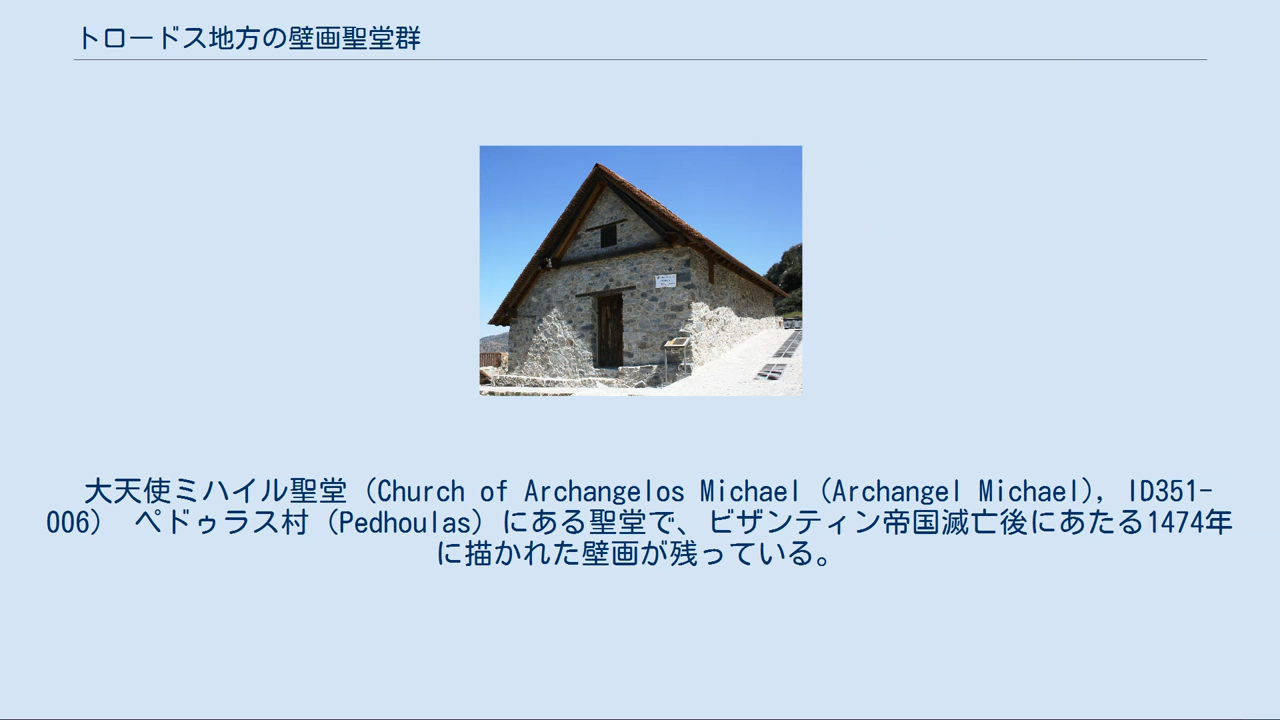 トロードス地方の壁画聖堂群
大天使ミハイル聖堂（Church of Archangelos Michael (Archangel Michael), ID351-
006） ペドゥラス村（Pedhoulas）にある聖堂で、ビザンティン帝国滅亡後にあたる1474年
に描かれた壁画が残っている。